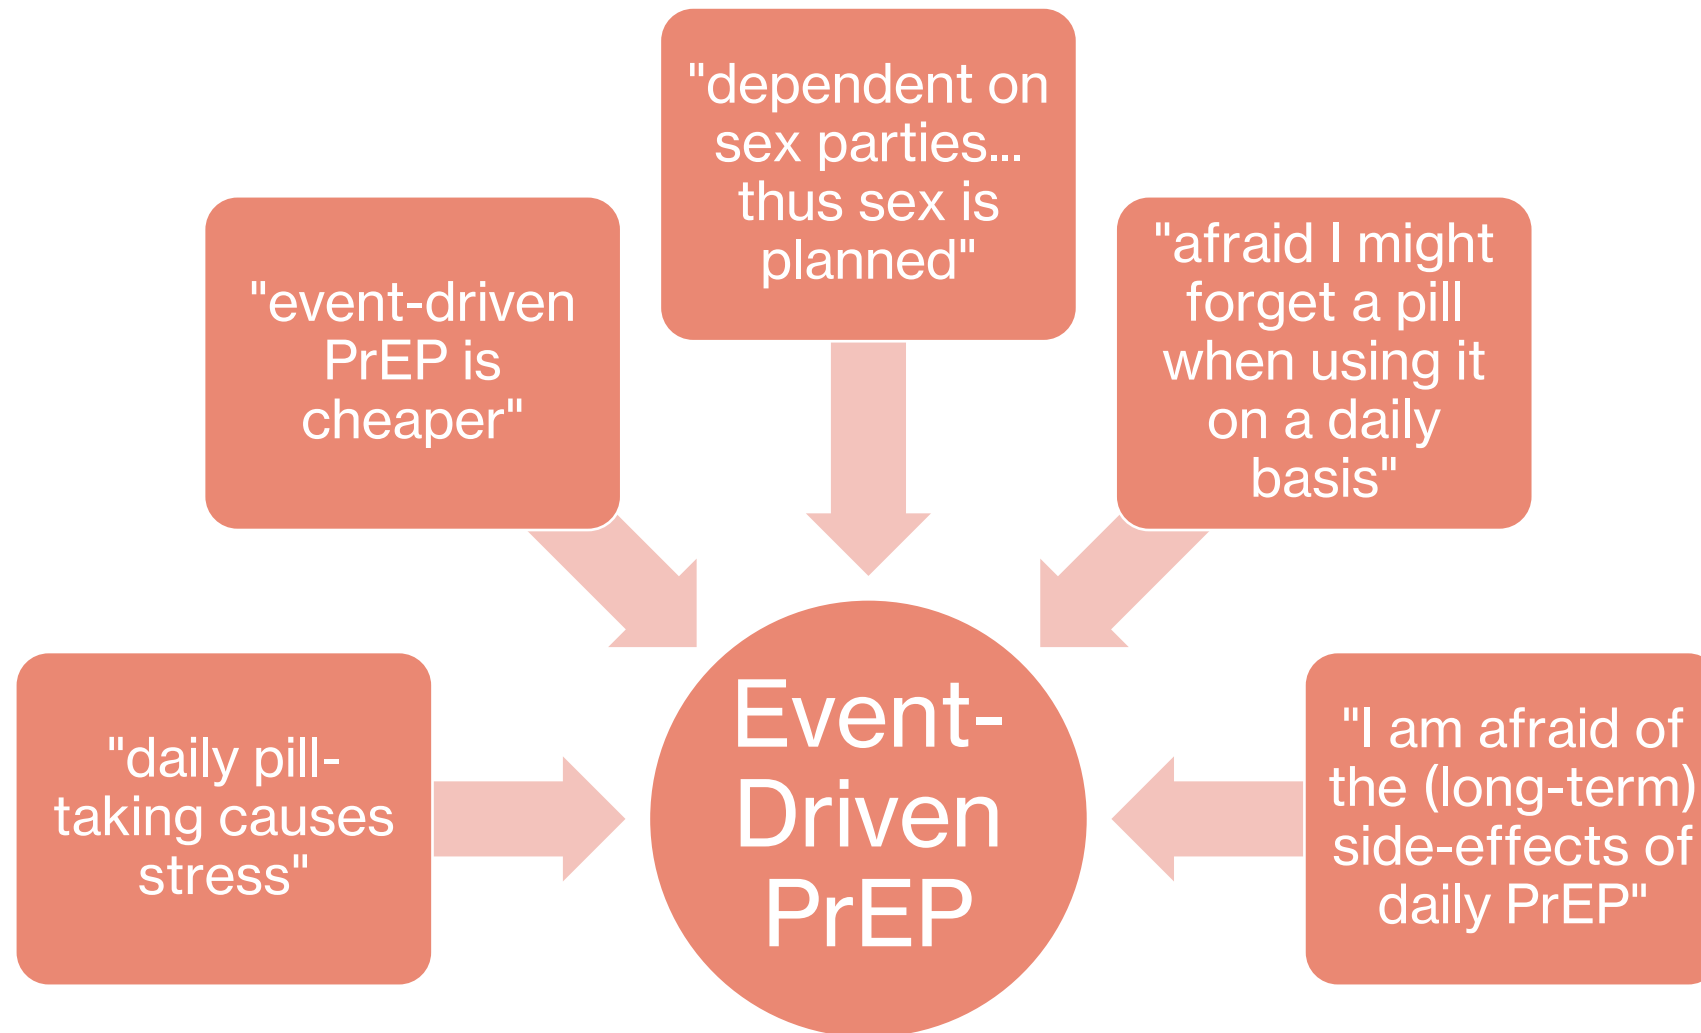 "dependent on
sex parties...
thus sex is
planned"
"event-driven
PrEP is
cheaper"
"afraid I might
forget a pill
when using it
on a daily
basis"
"daily pill-
taking causes
stress"
Event-
Driven
PrEP
"I am afraid of
the (long-term)
side-effects of
daily PrEP"